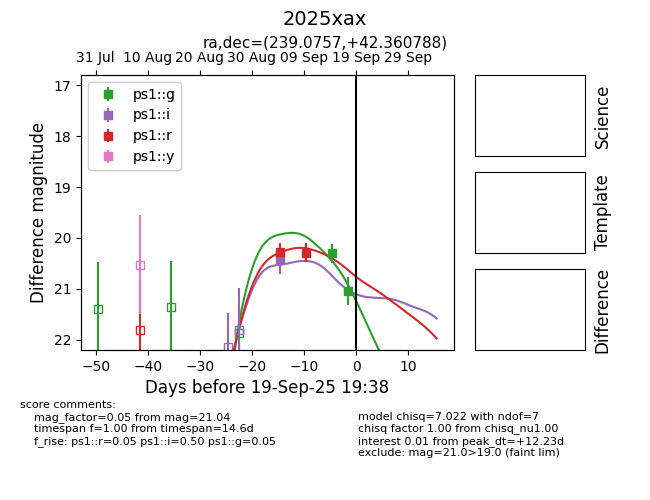 2025xax
ra,dec=(239.0757,+42.360788)
31 Jul 10 Aug 20 Aug 30 Aug 09 Sep 19 Sep 29 Sep
17
18
19
20
21
22
Difference magnitude
ps1::g
ps1::i
ps1::r
ps1::y
−50 −40 −30 −20 −10 0 10
Days before 19-Sep-25 19:38
Science
Template
Difference
score comments:
mag_factor=0.05 from mag=21.04
timespan f=1.00 from timespan=14.6d
f_rise: ps1::r=0.05 ps1::i=0.50 ps1::g=0.05
model chisq=7.022 with ndof=7
chisq factor 1.00 from chisq_nu1.00
interest 0.01 from peak_dt=+12.23d
exclude: mag=21.0>19.0 (faint lim)